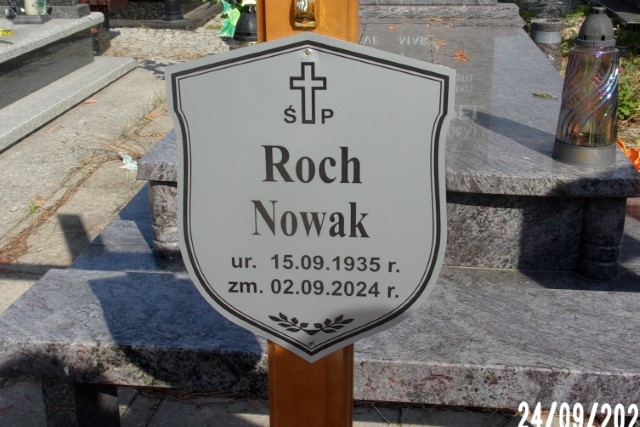 Ś P
Roch
Nowak
ur. 15.09.1935 r.
zm. 02.09.2024 r.
24/09/202